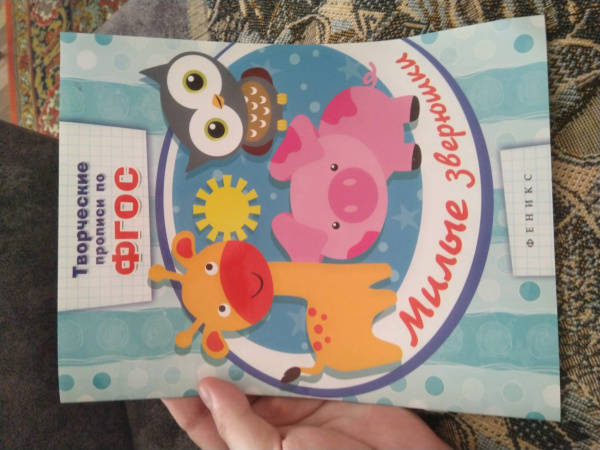 Творческие
прописи по
ФГОС
Милые зверюшки
ФЕНИКС